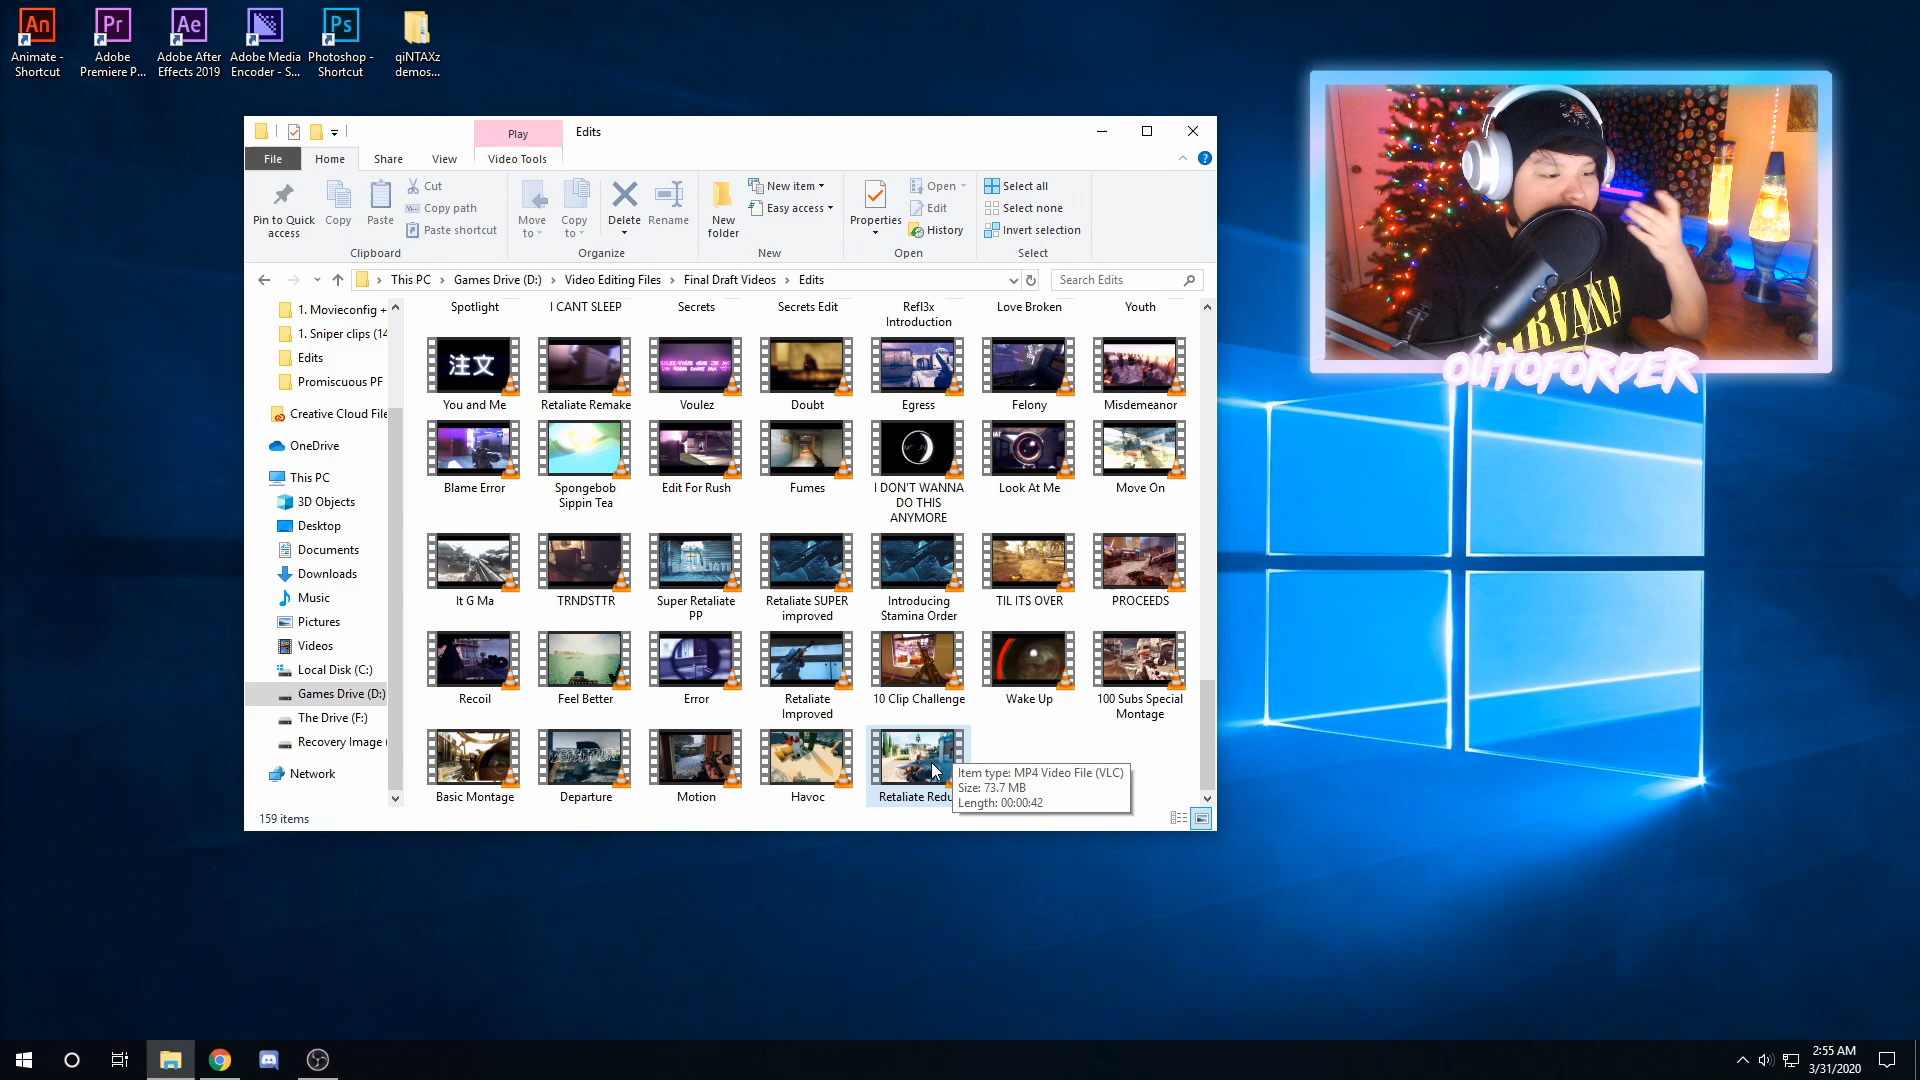 An
Pr
Ae
Ps
Animate - Shortcut
Adobe Premiere P...
Adobe After Effects 2019
Adobe Media Encoder - S...
Photoshop - Shortcut
qiNTAXz demos...
Play
Edits
File
Home
Share
View
Video Tools
Pin to Quick access
Copy
Paste
Cut
Copy path
Paste shortcut
Clipboard
Move to
Copy to
Delete
Rename
Organize
New folder
New item
Easy access
New
Properties
Open
Edit
History
Open
Select all
Select none
Invert selection
Select
This PC > Games Drive (D:) > Video Editing Files > Final Draft Videos > Edits
Search Edits
1. Movieconfig +
1. Sniper clips (14
Edits
Promiscuous PF
Creative Cloud File
OneDrive
This PC
3D Objects
Desktop
Documents
Downloads
Music
Pictures
Videos
Local Disk (C:)
Games Drive (D:)
The Drive (F:)
Recovery Image (
Network
Spotlight
I CANT SLEEP
Secrets
Secrets Edit
Refl3x Introduction
Love Broken
Youth
注文
You and Me
Retaliate Remake
Voulez
Doubt
Egress
Felony
Misdemeanor
Blame Error
Spongebob Sippin Tea
Edit For Rush
Fumes
I DON'T WANNA DO THIS ANYMORE
Look At Me
Move On
It G Ma
TRNDSTTR
Super Retaliate PP
Retaliate SUPER improved
Introducing Stamina Order
TIL ITS OVER
PROCEEDS
Recoil
Feel Better
Error
Retaliate Improved
10 Clip Challenge
Wake Up
100 Subs Special Montage
Basic Montage
Departure
Motion
Havoc
Retaliate Redu
Item type: MP4 Video File (VLC)
Size: 73.7 MB
Length: 00:00:42
159 items
NIRVANA
OUTOFORDER
2:55 AM
3/31/2020